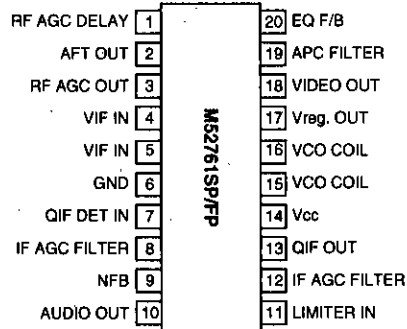 RF AGC DELAY 1
AFT OUT 2
RF AGC OUT 3
VIF IN 4
VIF IN 5
GND 6
QIF DET IN 7
IF AGC FILTER 8
NFB 9
AUDIO OUT 10
M52761SP/FP
20 EQ F/B
19 APC FILTER
18 VIDEO OUT
17 Vreg. OUT
16 VCO COIL
15 VCO COIL
14 Vcc
13 QIF OUT
12 IF AGC FILTER
11 LIMITER IN